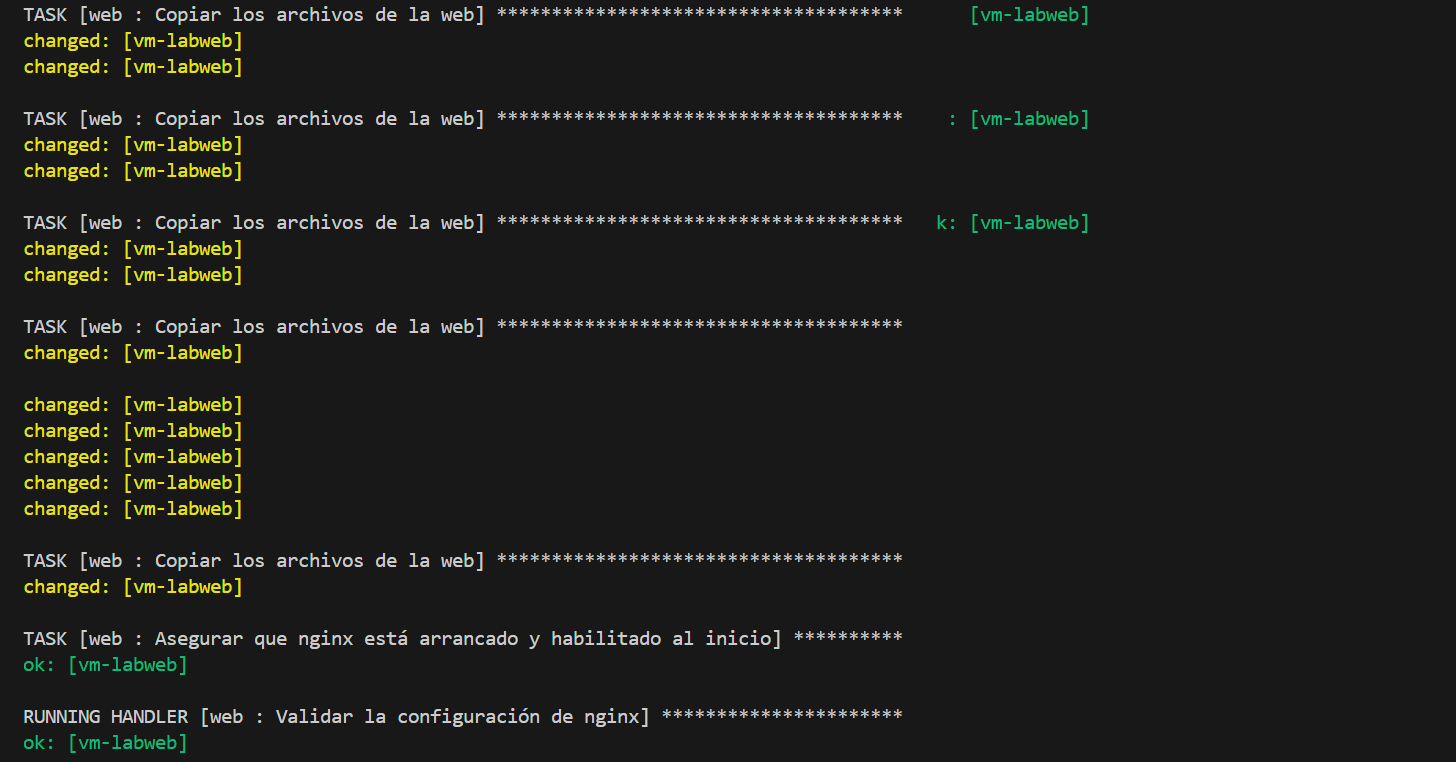 TASK [web : Copiar los archivos de la web] *************************************      [vm-labweb]
changed: [vm-labweb]
changed: [vm-labweb]
TASK [web : Copiar los archivos de la web] *************************************    : [vm-labweb]
changed: [vm-labweb]
changed: [vm-labweb]
TASK [web : Copiar los archivos de la web] *************************************   k: [vm-labweb]
changed: [vm-labweb]
changed: [vm-labweb]
TASK [web : Copiar los archivos de la web] *************************************
changed: [vm-labweb]
changed: [vm-labweb]
changed: [vm-labweb]
changed: [vm-labweb]
changed: [vm-labweb]
changed: [vm-labweb]
TASK [web : Copiar los archivos de la web] *************************************
changed: [vm-labweb]
TASK [web : Asegurar que nginx está arrancado y habilitado al inicio] **********
ok: [vm-labweb]
RUNNING HANDLER [web : Validar la configuración de nginx] **********************
ok: [vm-labweb]